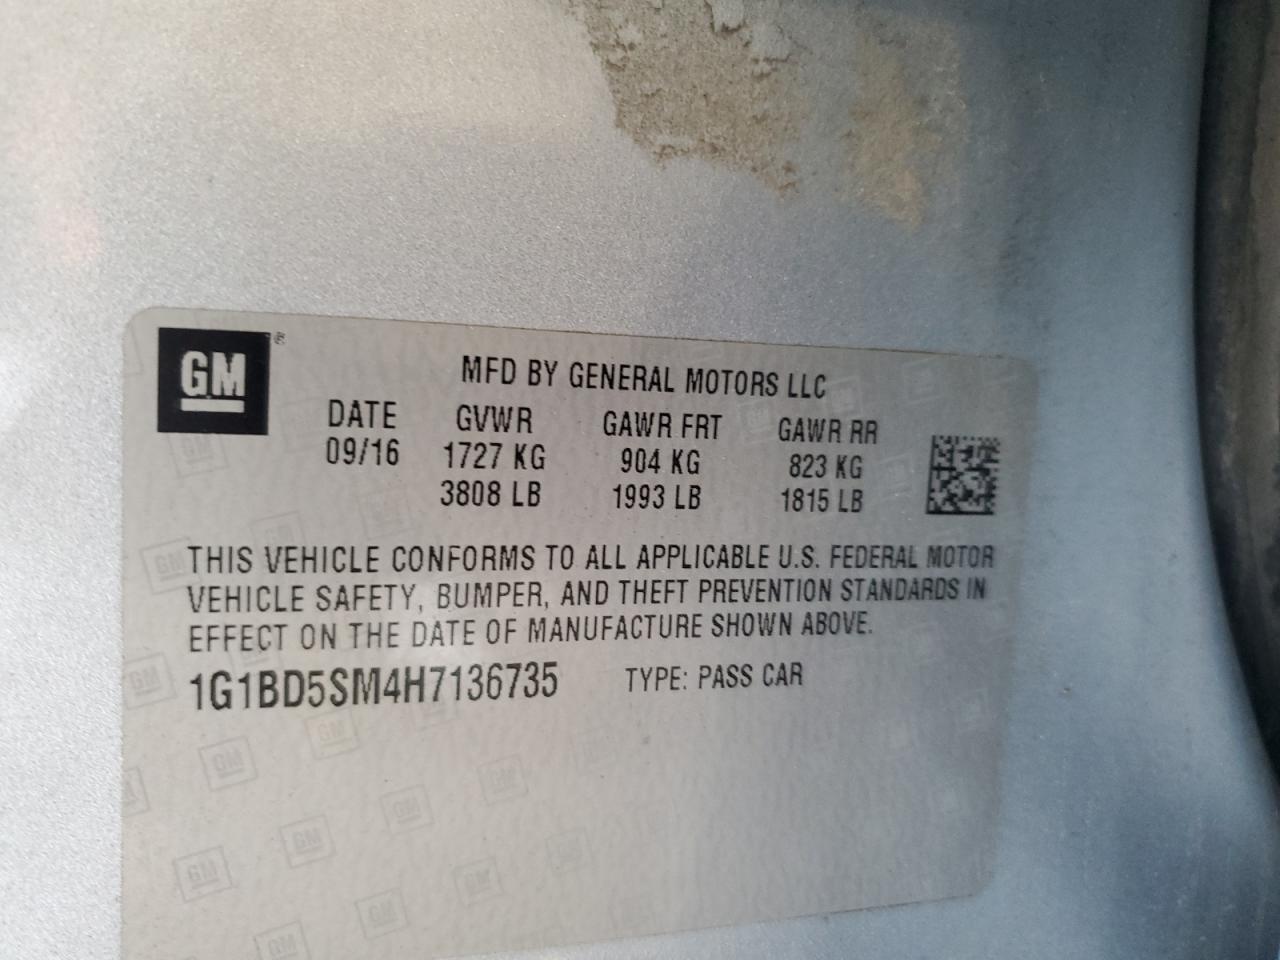 GM®
MFD BY GENERAL MOTORS LLC
DATE GVWR GAWR FRT GAWR RR
09/16 1727 KG 904 KG 823 KG
3808 LB 1993 LB 1815 LB
THIS VEHICLE CONFORMS TO ALL APPLICABLE U.S. FEDERAL MOTOR
VEHICLE SAFETY, BUMPER, AND THEFT PREVENTION STANDARDS IN
EFFECT ON THE DATE OF MANUFACTURE SHOWN ABOVE.
1G1BD5SM4H7136735 TYPE: PASS CAR